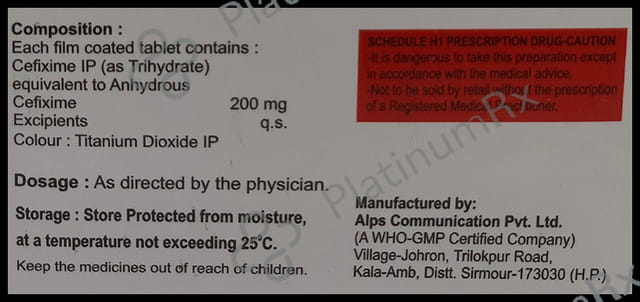 Composition :
Each film coated tablet contains :
Cefixime IP (as Trihydrate)
equivalent to Anhydrous
Cefixime 200 mg
Excipients q.s.
Colour : Titanium Dioxide IP
Dosage : As directed by the physician.
Storage : Store Protected from moisture,
at a temperature not exceeding 25°C.
Keep the medicines out of reach of children.
SCHEDULE H1 PRESCRIPTION DRUG-CAUTION
-It is dangerous to take this preparation except
in accordance with the medical advice.
-Not to be sold by retail without the prescription
of a Registered Medical Practitioner.
Manufactured by:
Alps Communication Pvt. Ltd.
(A WHO-GMP Certified Company)
Village-Johron, Trilokpur Road,
Kala-Amb, Distt. Sirmour-173030 (H.P.)
PlatinumRx